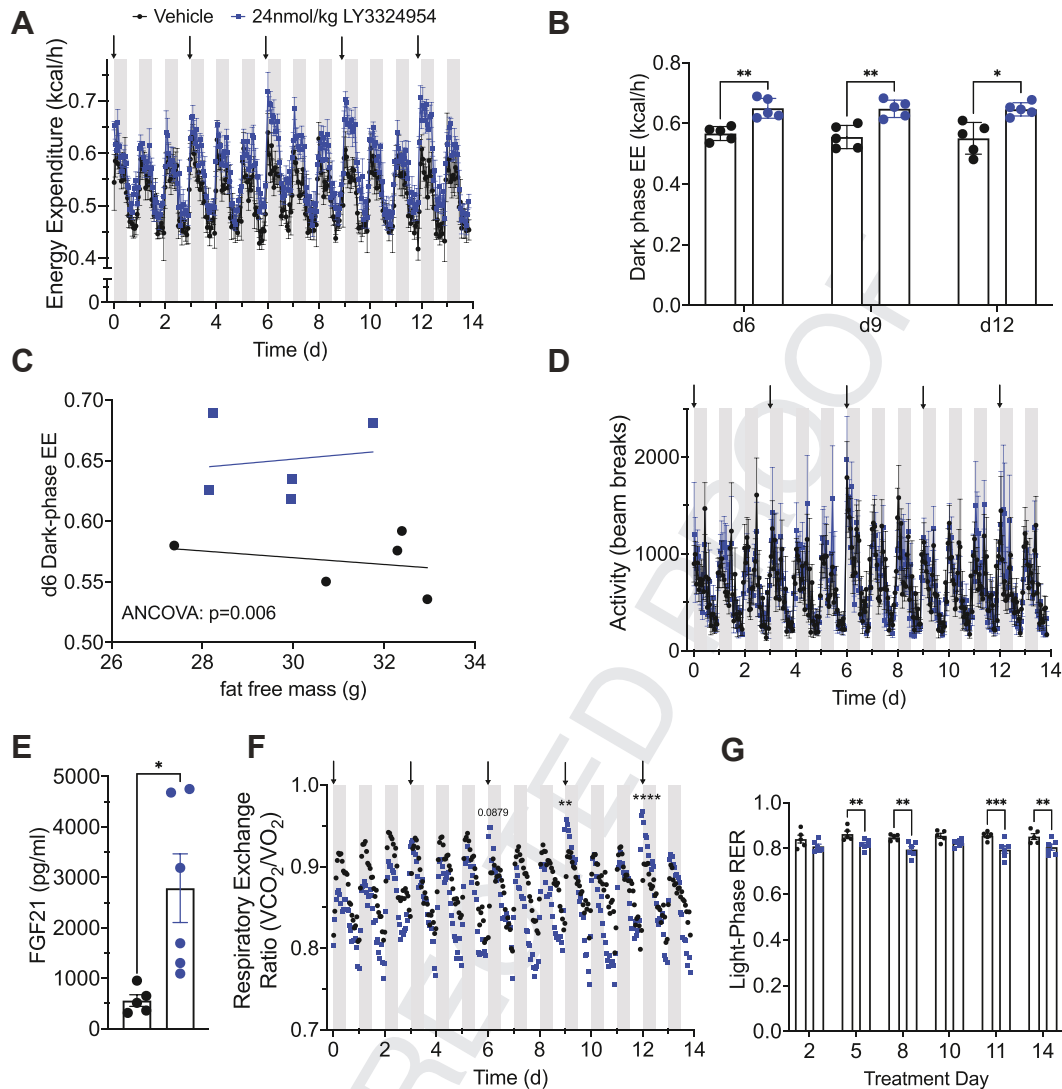 Vehicle 24nmol/kg LY3324954
A
Energy Expenditure (kcal/h)
0.7
0.6
0.5
0.4
0
0 2 4 6 8 10 12 14
Time (d)
B
Dark phase EE (kcal/h)
0.8
0.6
0.4
0.2
0.0
** ** *
d6 d9 d12
C
d6 Dark-phase EE
0.70
0.65
0.60
0.55
0.50
ANCOVA: p=0.006
26 28 30 32 34
fat free mass (g)
D
Activity (beam breaks)
2000
1000
0
0 2 4 6 8 10 12 14
Time (d)
E
FGF21 (pg/ml)
5000
4000
3000
2000
1000
0
*
F
Respiratory Exchange
Ratio (VCO2/VO2)
1.0
0.9
0.8
0.7
0.0879
**
****
0 2 4 6 8 10 12 14
Time (d)
G
Light-Phase RER
1.0
0.8
0.6
0.4
0.2
0.0
** ** *** **
2 5 8 10 11 14
Treatment Day
PROOF